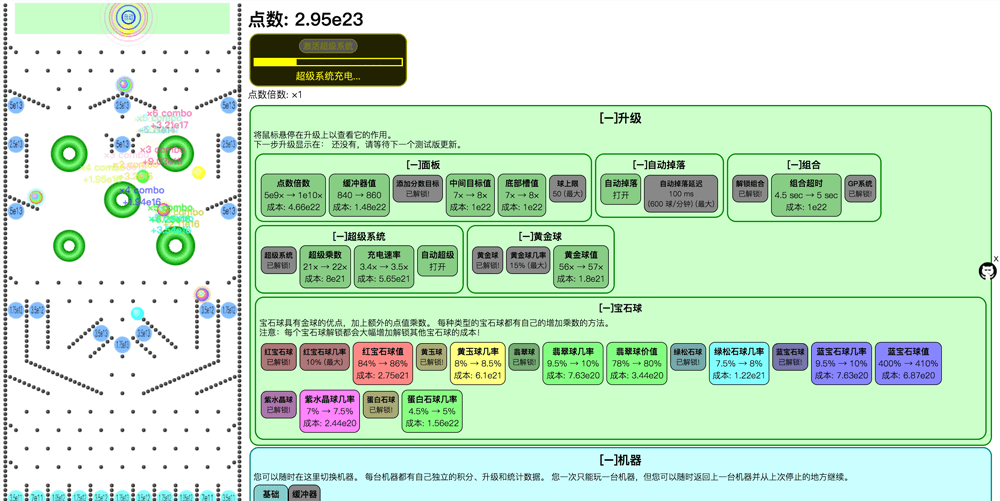 点数: 2.95e23
激活超级系统
超级系统充电...
点数倍数: ×1
[—]升级
将鼠标悬停在升级上以查看它的作用。
下一步升级显示在： 还没有，请等待下一个测试版更新。
[—]面板
点数倍数
5e9× → 1e10×
成本: 4.66e22
缓冲器值
840 → 860
成本: 1.48e22
添加分数目标
已解锁!
中间目标值
7× → 8×
成本: 1e22
底部槽值
7× → 8×
成本: 1e22
球上限
50 (最大)
[—]自动掉落
自动掉落
打开
自动掉落延迟
100 ms
(600 球/分钟) (最大)
[—]组合
解锁组合
已解锁!
组合超时
4.5 sec → 5 sec
成本: 1e22
GP系统
已解锁!
[—]超级系统
超级系统
已解锁!
超级乘数
21× → 22×
成本: 8e21
充电速率
3.4× → 3.5×
成本: 5.65e21
自动超级
打开
[—]黄金球
黄金球
已解锁!
黄金球几率
15% (最大)
黄金球值
56× → 57×
成本: 1.8e21
[—]宝石球
宝石球具有金球的优点，加上额外的点值乘数。 每种类型的宝石球都有自己的增加乘数的方法。
注意：每个宝石球解锁都会大幅增加解锁其他宝石球的成本!
红宝石球
已解锁!
红宝石球几率
10% (最大)
红宝石球值
84% → 86%
成本: 2.75e21
黄玉球
已解锁!
黄玉球几率
8% → 8.5%
成本: 6.1e21
翡翠球
已解锁!
翡翠球几率
9.5% → 10%
成本: 7.63e20
翡翠球价值
78% → 80%
成本: 3.44e20
绿松石球
已解锁!
绿松石球几率
7.5% → 8%
成本: 1.22e21
蓝宝石球
已解锁!
蓝宝石球几率
9.5% → 10%
成本: 7.63e20
蓝宝石球值
400% → 410%
成本: 6.87e20
紫水晶球
已解锁!
紫水晶球几率
7% → 7.5%
成本: 2.44e20
蛋白石球
已解锁!
蛋白石球几率
4.5% → 5%
成本: 1.56e22
[—]机器
您可以随时在这里切换机器。 每台机器都有自己独立的积分、升级和统计数据。 您一次只能玩一台机器，但您可以随时返回上一台机器并从上次停止的地方继续。
基础
缓冲器
x
5e13
5e13
2.5e13
5e13
5e13
5e13
5e13
5e13
×6 combo
+3.21e17
×3 combo
×4 combo
+1.94e16